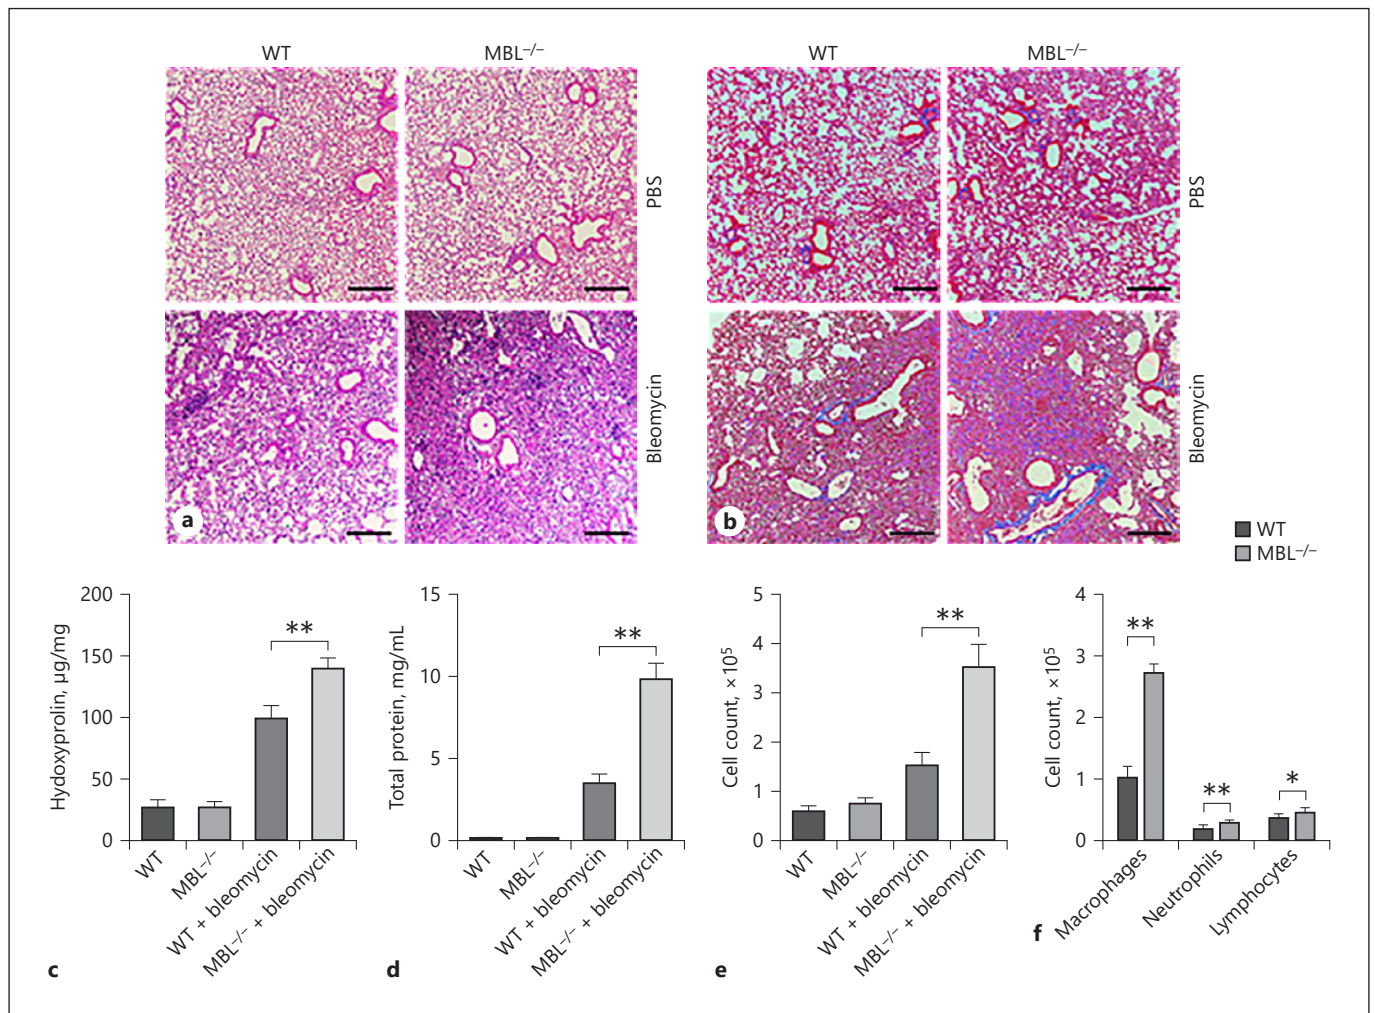 WT MBL–/– WT MBL–/–
PBS PBS
Bleomycin Bleomycin
a b
WT
MBL–/–
200
150
100
50
0
Hydoxyprolin, µg/mg
**
WT
MBL–/–
WT + bleomycin
MBL–/– + bleomycin
c
15
10
5
0
Total protein, mg/mL
**
WT
MBL–/–
WT + bleomycin
MBL–/– + bleomycin
d
5
4
3
2
1
0
Cell count, ×10⁵
**
WT
MBL–/–
WT + bleomycin
MBL–/– + bleomycin
e
4
3
2
1
0
Cell count, ×10⁵
**
**
*
Macrophages
Neutrophils
Lymphocytes
f